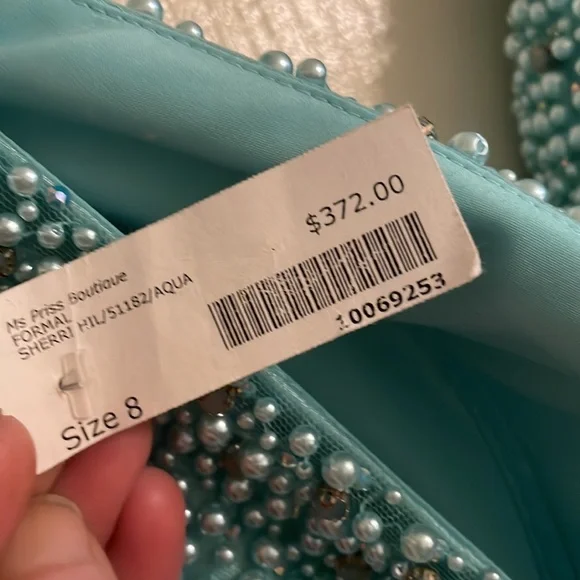 Ms Priss Boutique
FORMAL
SHERRI HIL/51182/AQUA
$372.00
10069253
Size 8